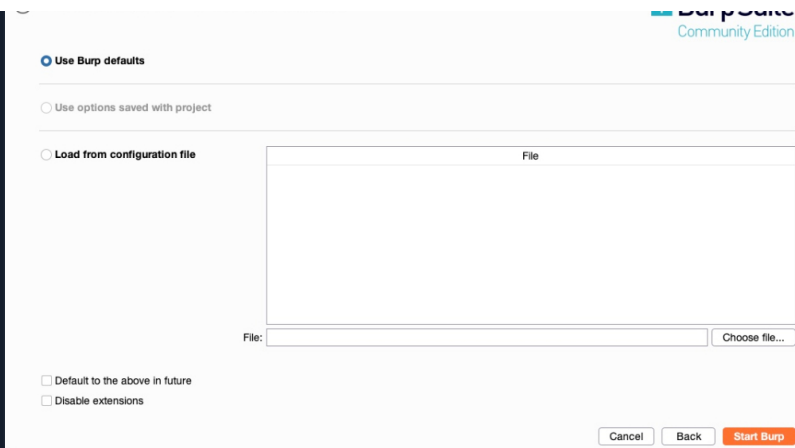 Community Edition
Use Burp defaults
Use options saved with project
Load from configuration file
File
File:
Choose file...
Default to the above in future
Disable extensions
Cancel
Back
Start Burp